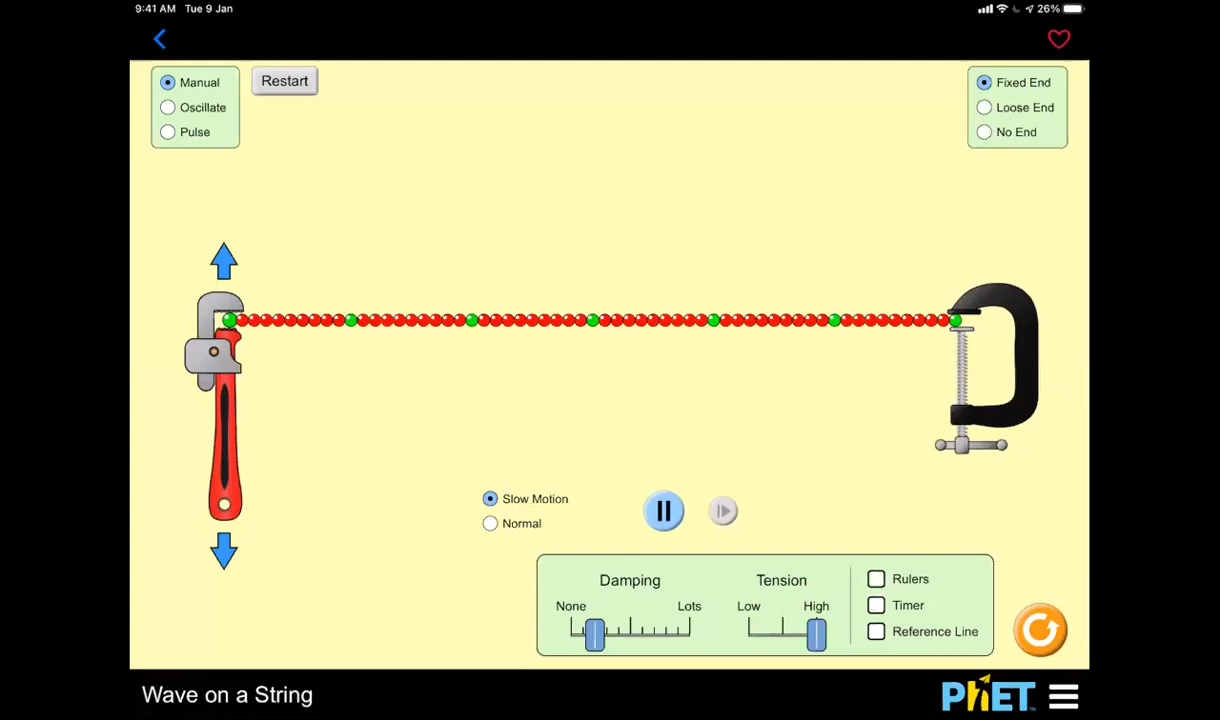 9:41 AM Tue 9 Jan
26%
Manual
Oscillate
Pulse
Restart
Fixed End
Loose End
No End
Slow Motion
Normal
Damping
None
Lots
Tension
Low
High
Rulers
Timer
Reference Line
Wave on a String
PhET